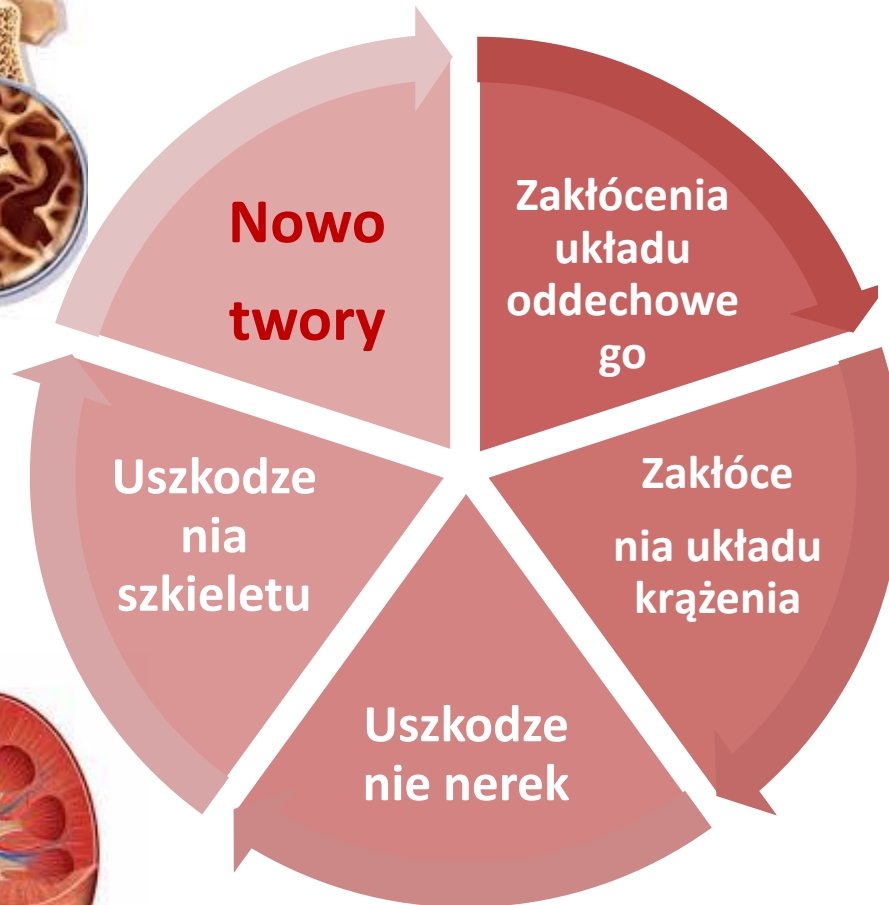 Nowo
twory
Zakłócenia
układu
oddechowe
go
Zakłóce
nia układu
krążenia
Uszkodze
nie nerek
Uszkodze
nia
szkieletu